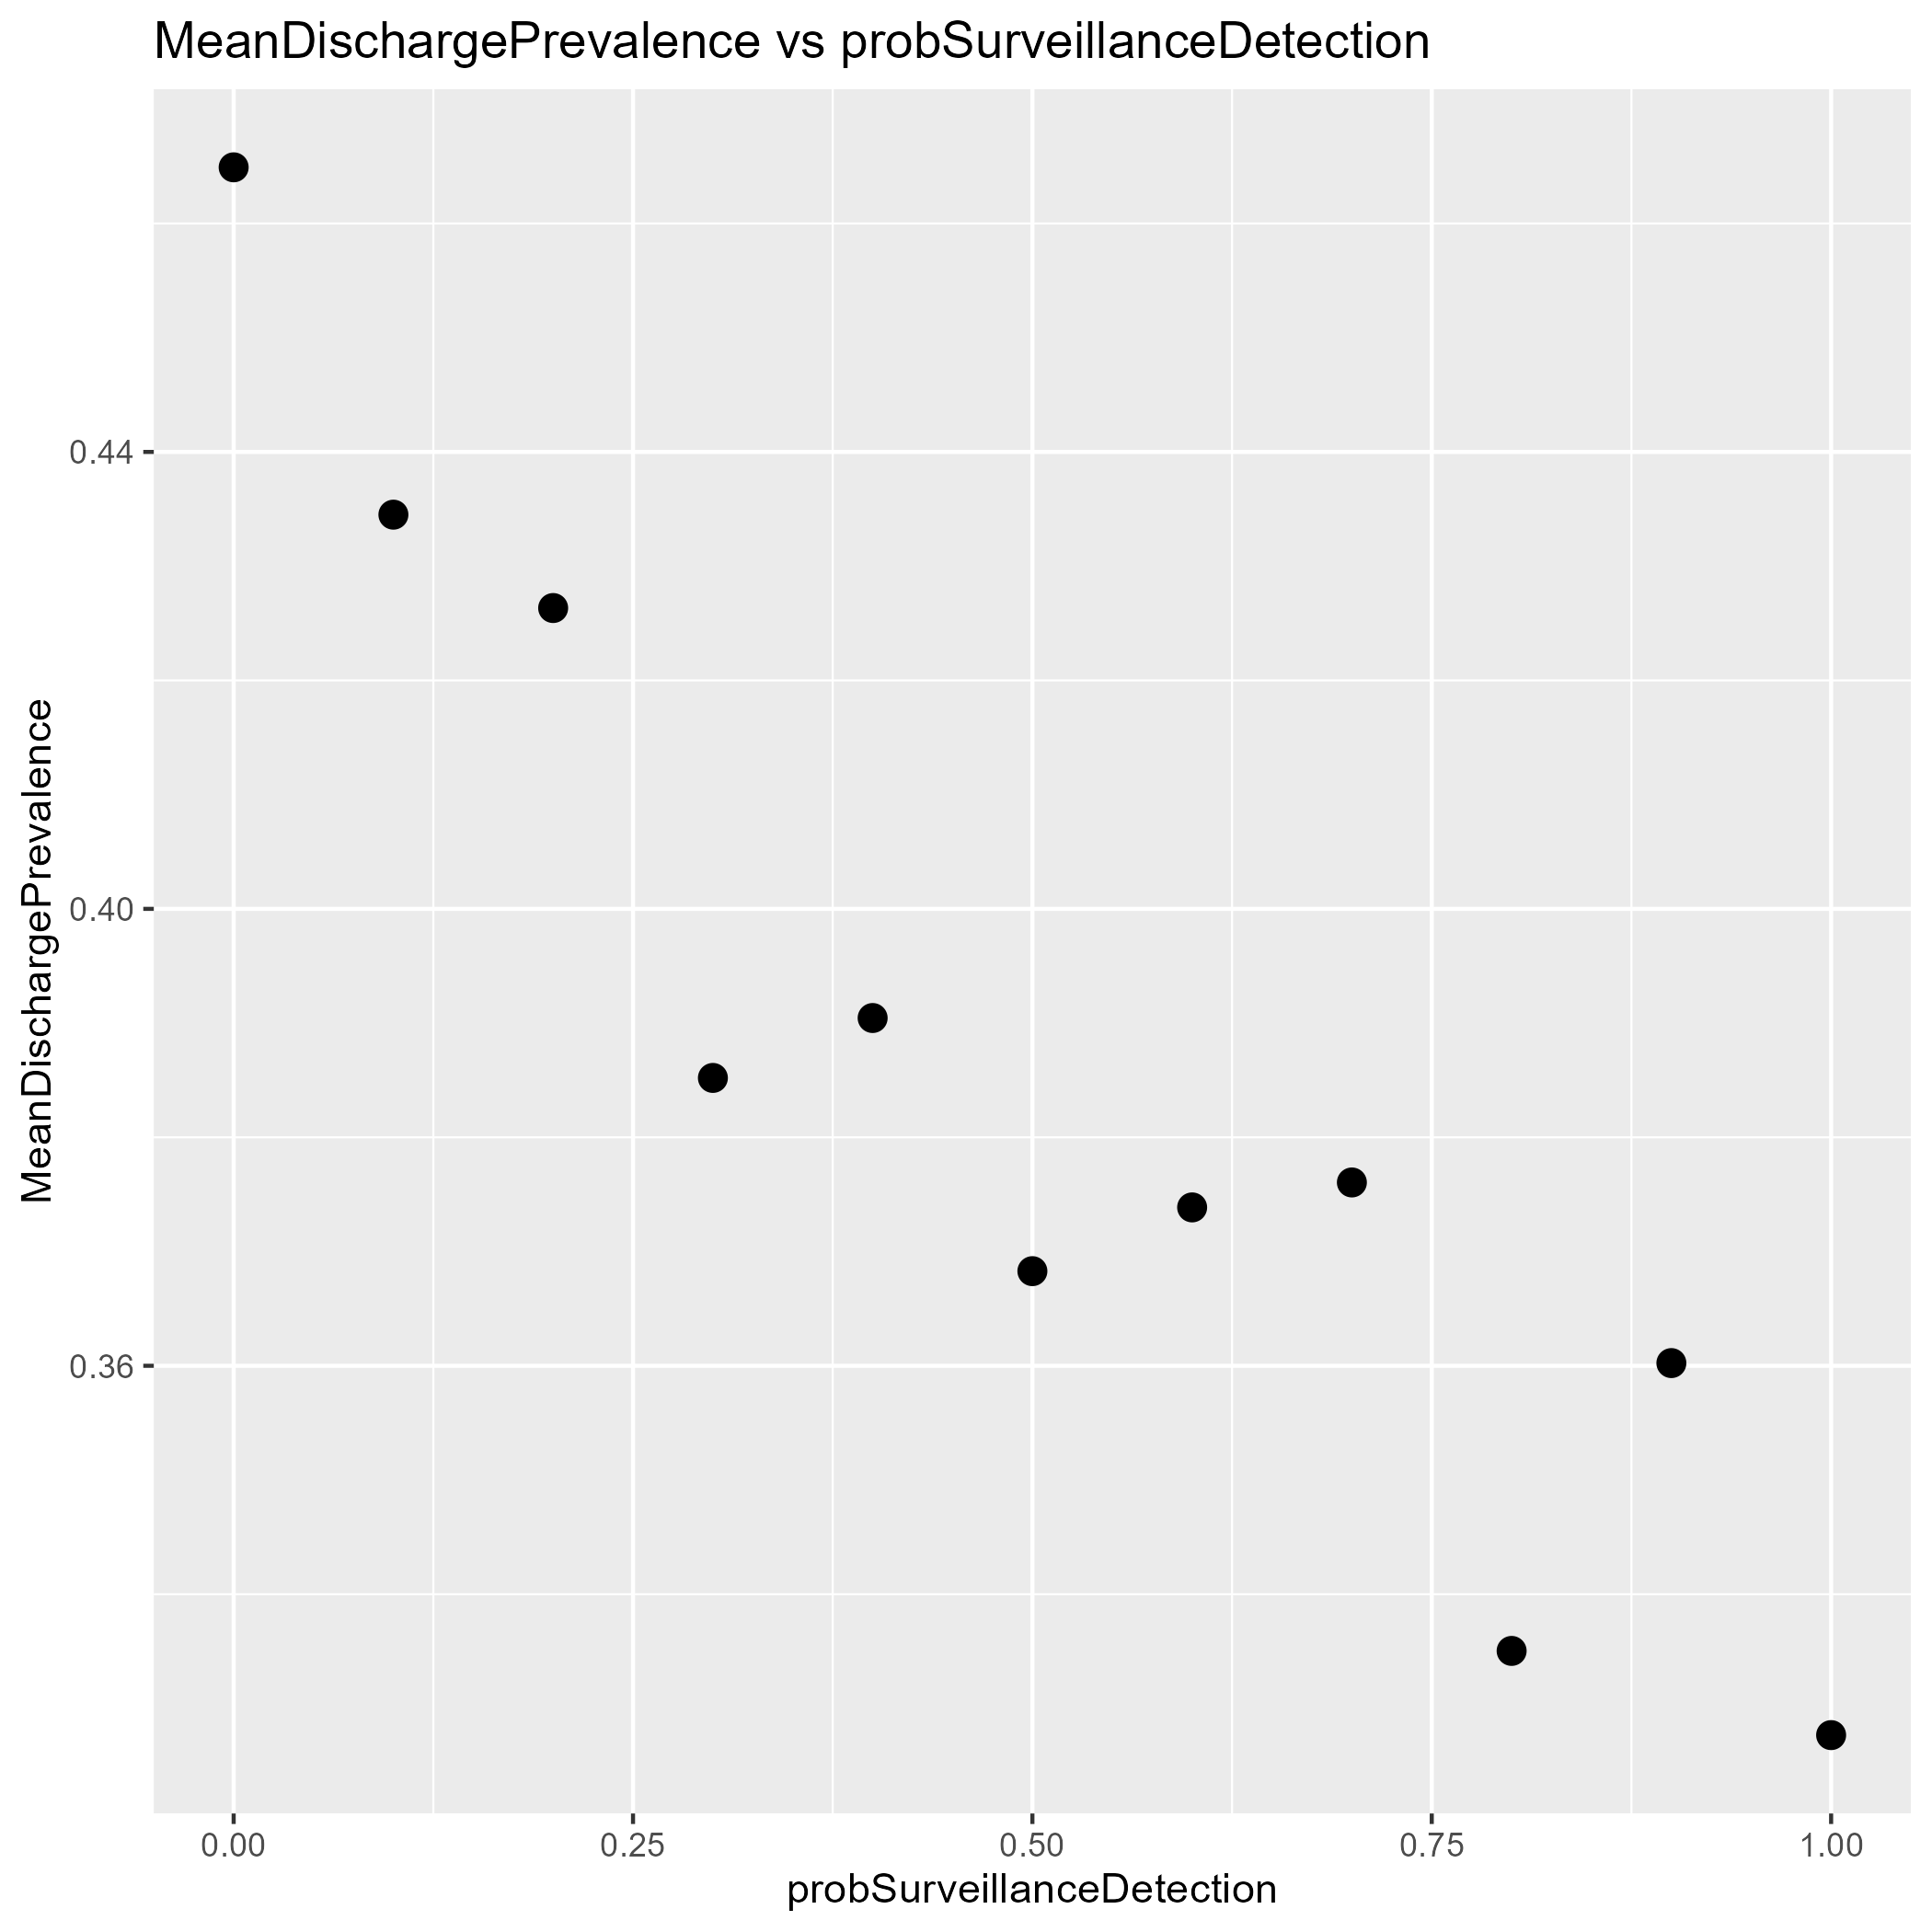 MeanDischargePrevalence vs probSurveillanceDetection
MeanDischargePrevalence
0.44
0.40
0.36
0.00 0.25 0.50 0.75 1.00
probSurveillanceDetection